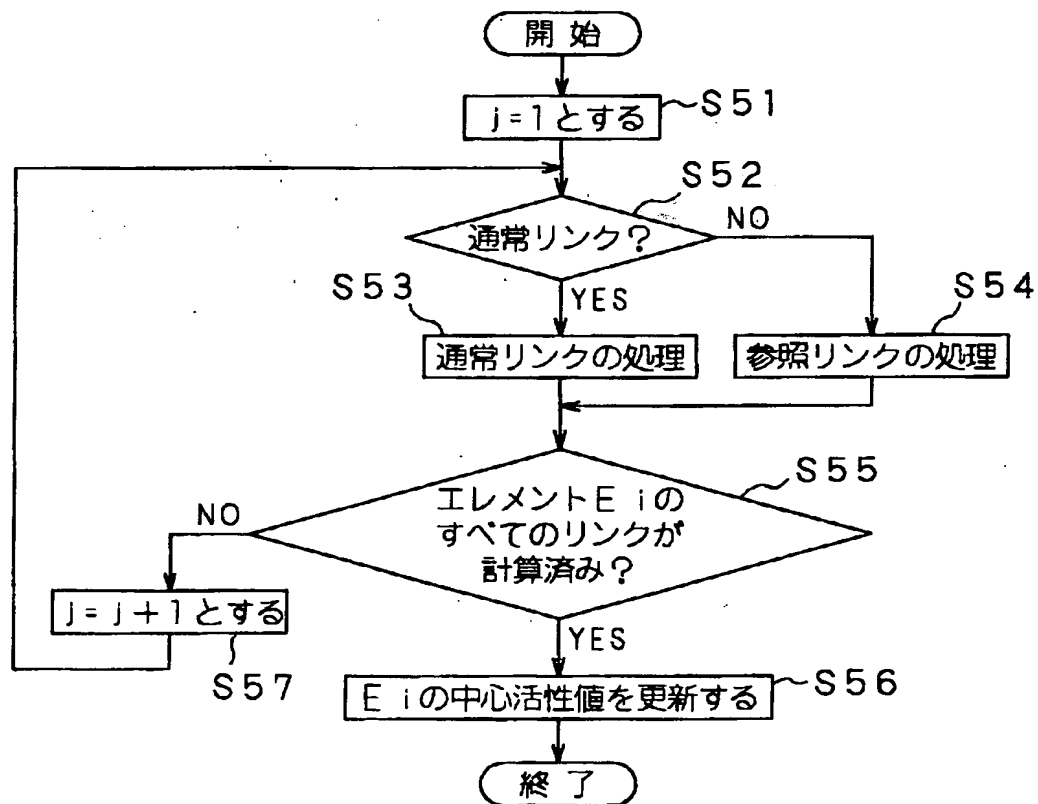 開始
j=1とする
S51
S52
通常リンク?
NO
YES
S53
通常リンクの処理
S54
参照リンクの処理
S55
エレメントEiの
すべてのリンクが
計算済み?
NO
j=j+1とする
S57
YES
Eiの中心活性値を更新する
S56
終了